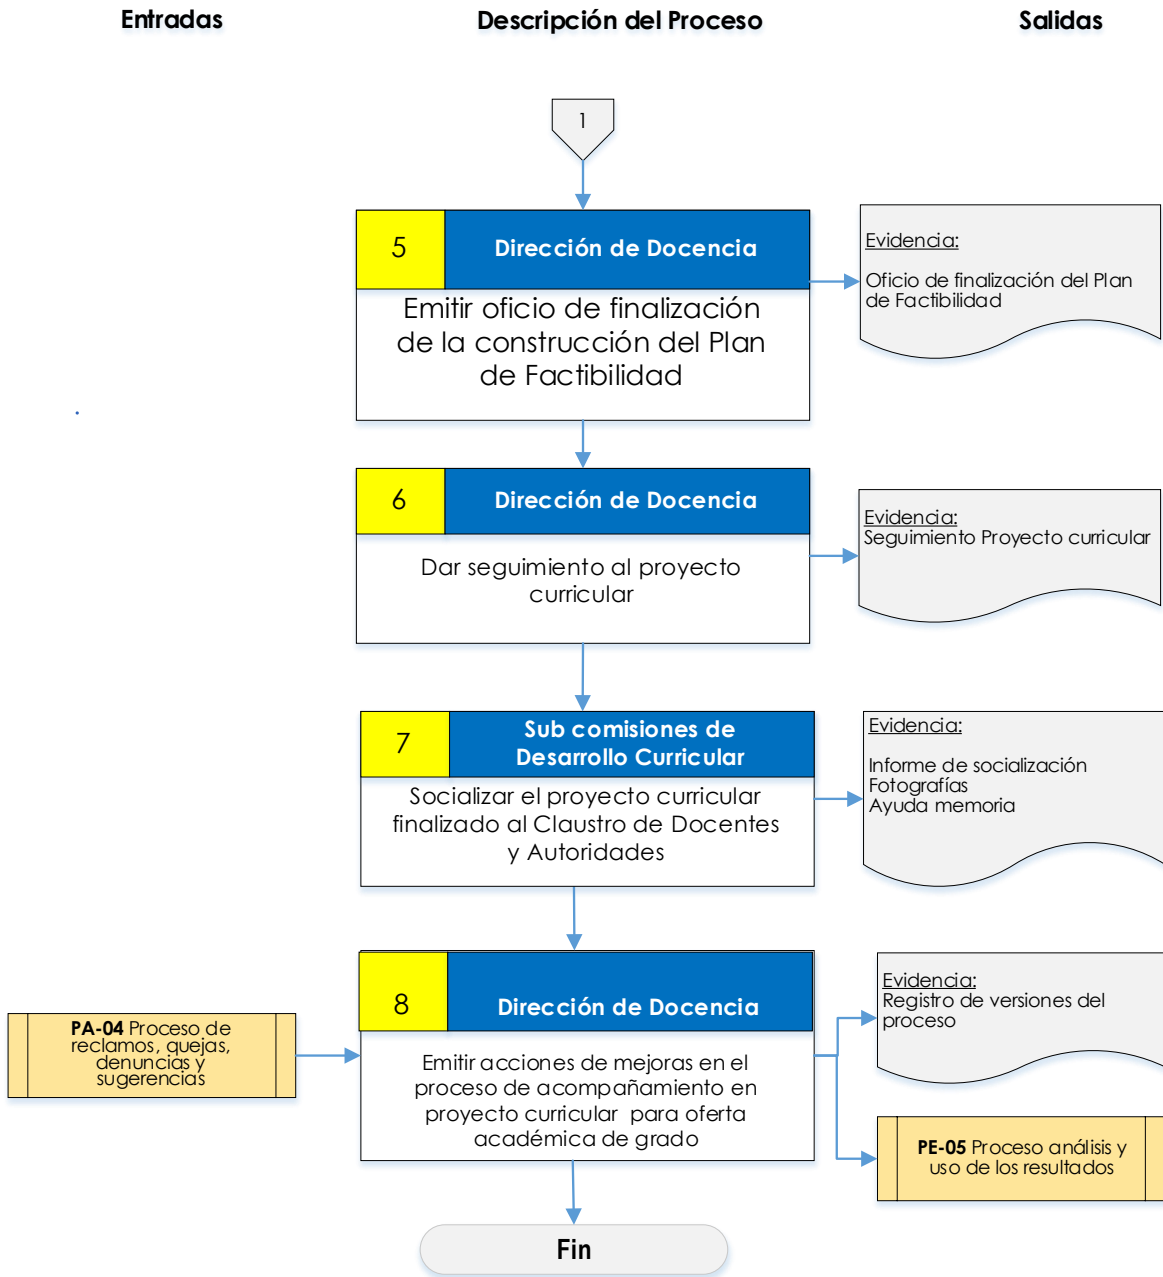 Entradas
Descripción del Proceso
Salidas
1
5
Dirección de Docencia
Emitir oficio de finalización
de la construcción del Plan
de Factibilidad
Evidencia:
Oficio de finalización del Plan
de Factibilidad
6
Dirección de Docencia
Dar seguimiento al proyecto
curricular
Evidencia:
Seguimiento Proyecto curricular
7
Sub comisiones de
Desarrollo Curricular
Socializar el proyecto curricular
finalizado al Claustro de Docentes
y Autoridades
Evidencia:
Informe de socialización
Fotografías
Ayuda memoria
PA-04 Proceso de
reclamos, quejas,
denuncias y
sugerencias
8
Dirección de Docencia
Emitir acciones de mejoras en el
proceso de acompañamiento en
proyecto curricular para oferta
académica de grado
Evidencia:
Registro de versiones del
proceso
PE-05 Proceso análisis y
uso de los resultados
Fin